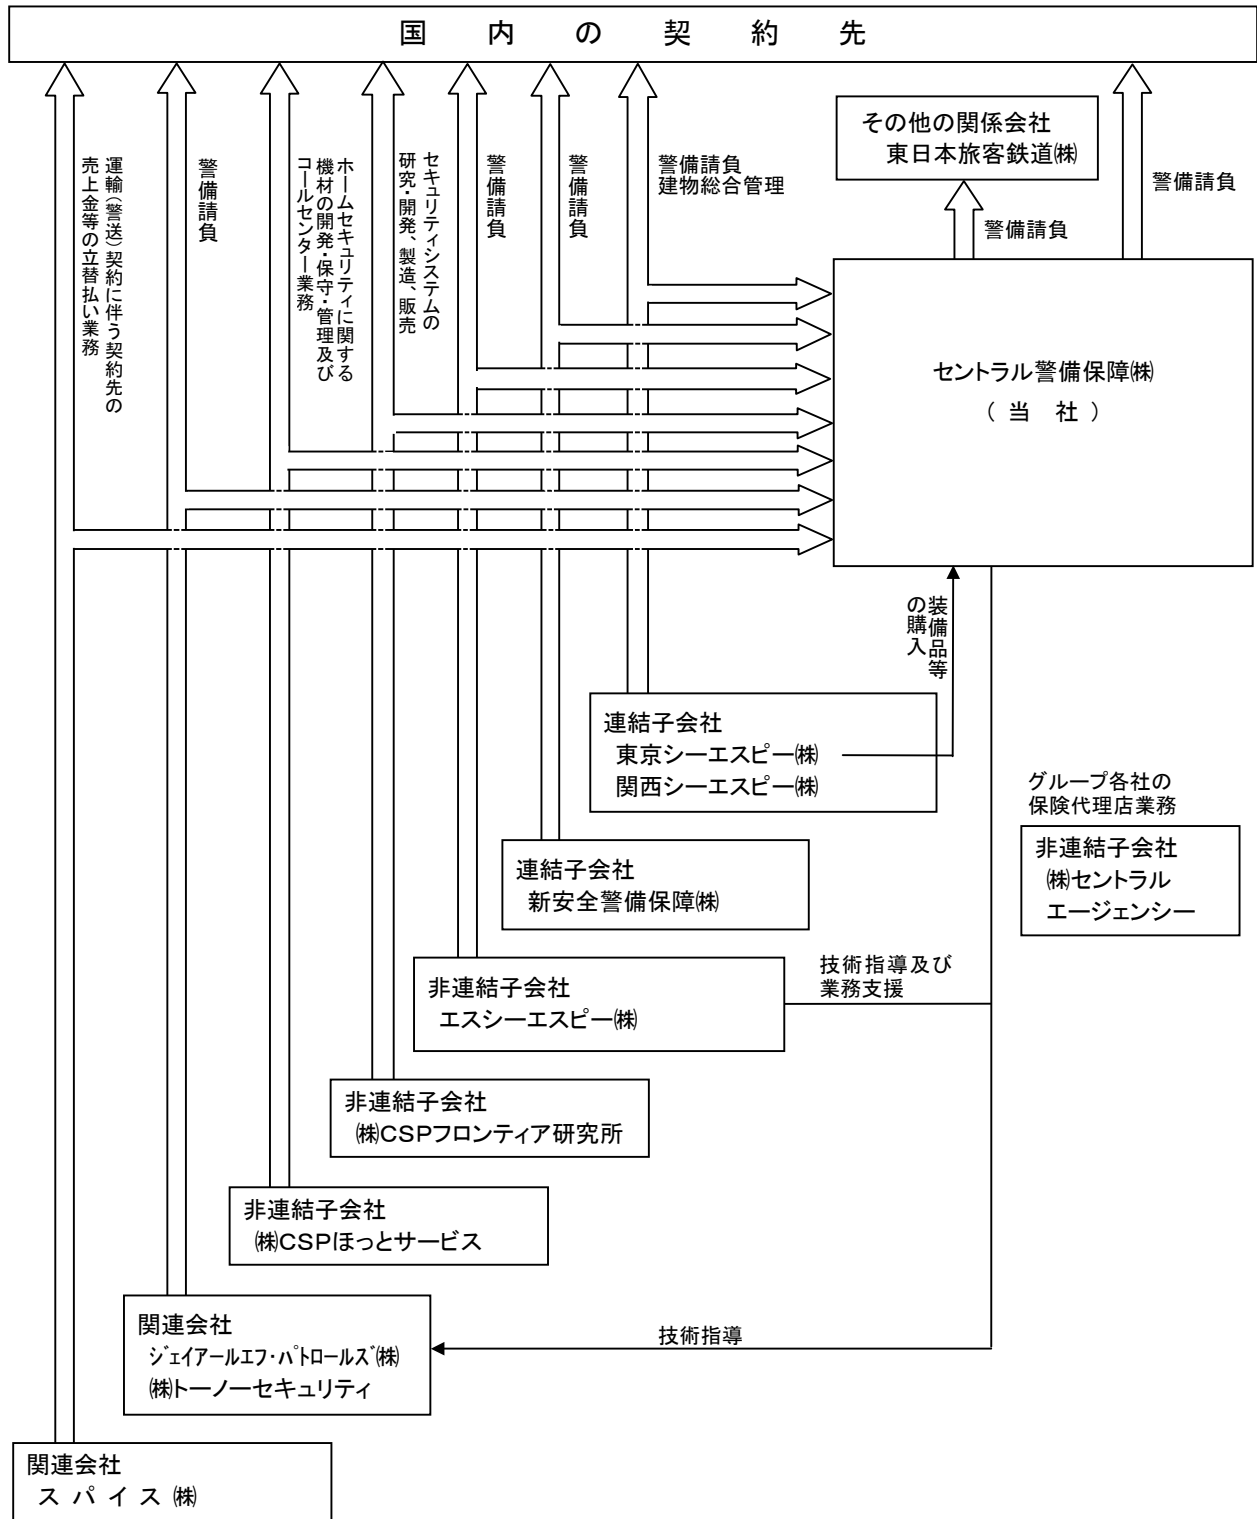 国内の契約先
その他の関係会社
東日本旅客鉄道㈱
運輸(警送)契約に伴う契約先の
売上金等の立替払い業務
警備請負
ホームセキュリティに関する
機材の開発・保守・管理及び
コールセンター業務
セキュリティシステムの
研究・開発、製造、販売
警備請負
警備請負
警備請負
建物総合管理
警備請負
警備請負
セントラル警備保障㈱
(当社)
装備品等
の購入
連結子会社
東京シーエスピー㈱
関西シーエスピー㈱
グループ各社の
保険代理店業務
非連結子会社
㈱セントラル
エージェンシー
連結子会社
新安全警備保障㈱
非連結子会社
エスシーエスピー㈱
技術指導及び
業務支援
非連結子会社
㈱CSPフロンティア研究所
非連結子会社
㈱CSPほっとサービス
関連会社
ジェイアールエフ・パトロールズ㈱
㈱トーノーセキュリティ
技術指導
関連会社
スパイス㈱